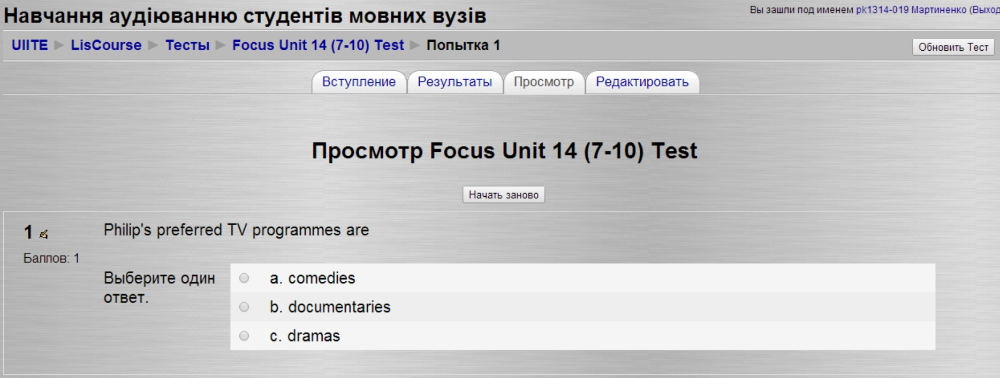 Навчання аудіюванню студентів мовних вузів
Вы зашли под именем pk1314-019 Мартиненко (Выход
UIITE ► LisCourse ► Тесты ► Focus Unit 14 (7-10) Test ► Попытка 1
Обновить Тест
Вступление Результаты Просмотр Редактировать
Просмотр Focus Unit 14 (7-10) Test
Начать заново
1 Philip's preferred TV programmes are
Баллов: 1
Выберите один
ответ.
a. comedies
b. documentaries
c. dramas